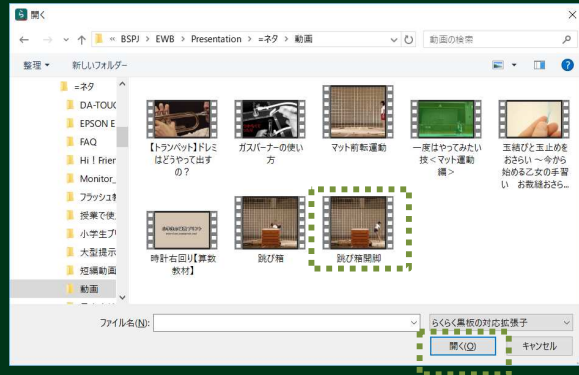 開く
« BSPJ > EWB > Presentation > =ネタ > 動画
動画の検索
整理 新しいフォルダー
=ネタ
DA-TOUC
EPSON E
FAQ
Hi ! Frien
Monitor_
フラッシュ
授業で使
小学生プ
大型提示
短編動画
動画
【トランペット】ドレミ
はどうやって出す
の？
ガスバーナーの使い
方
マット前転運動
一度はやってみたい
技＜マット運動
編＞
玉結びと玉止めを
おさらい ～今から
始める乙女の手習
い お裁縫おさら...
時計右回り【算数
教材】
跳び箱
跳び箱開脚
ファイル名(N):
らくらく黒板の対応拡張子
開く(O)
キャンセル